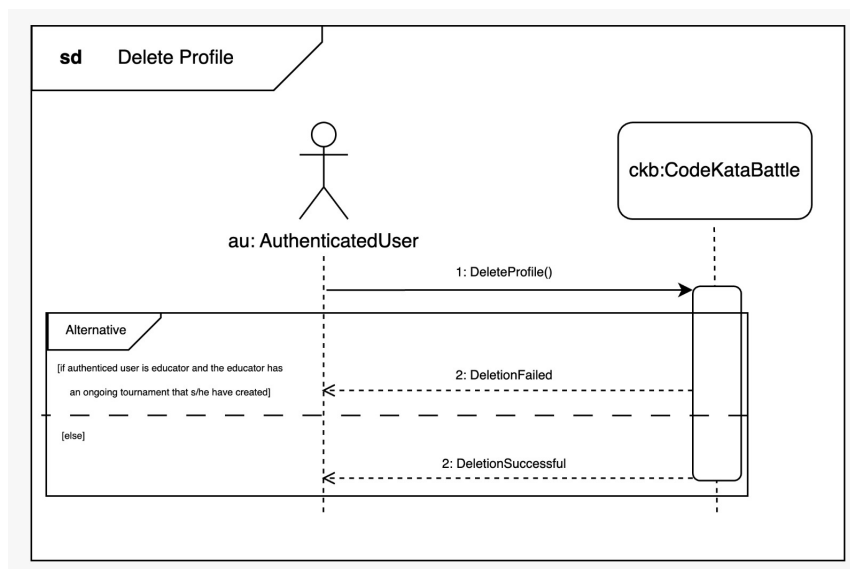 sd Delete Profile
ckb:CodeKataBattle
au: AuthenticatedUser
1: DeleteProfile()
Alternative
[if authenticed user is educator and the educator has
an ongoing tournament that s/he have created]
2: DeletionFailed
[else]
2: DeletionSuccessful